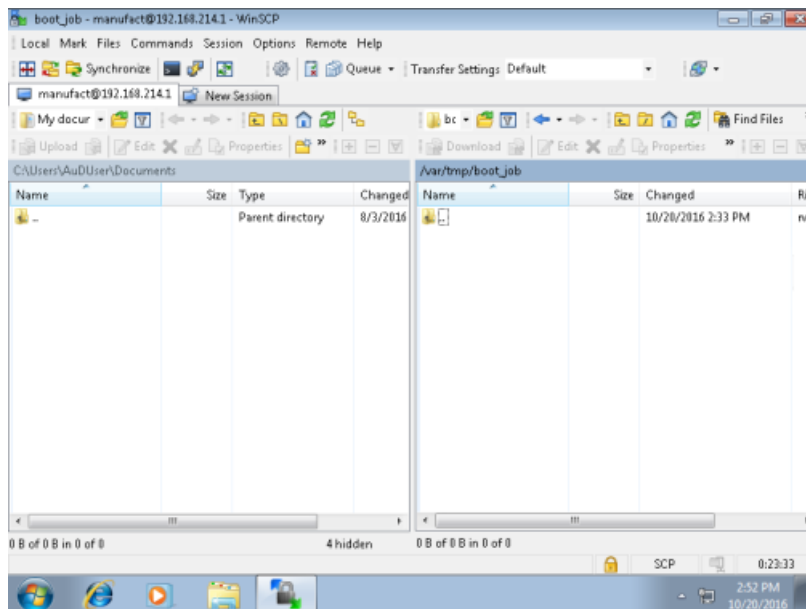 boot_job - manufact@192.168.214.1 - WinSCP
Local Mark Files Commands Session Options Remote Help
Synchronize Queue Transfer Settings Default
manufact@192.168.214.1 New Session
My docur bc Find Files
Upload Edit Properties » Download Edit Properties »
C:\Users\AuDUser\Documents /var/tmp/boot_job
Name Size Type Changed Name Size Changed
.. Parent directory 8/3/2016 .. 10/20/2016 2:33 PM
0 B of 0 B in 0 of 0 4 hidden 0 B of 0 B in 0 of 0
SCP 0:23:33
2:52 PM
10/20/2016